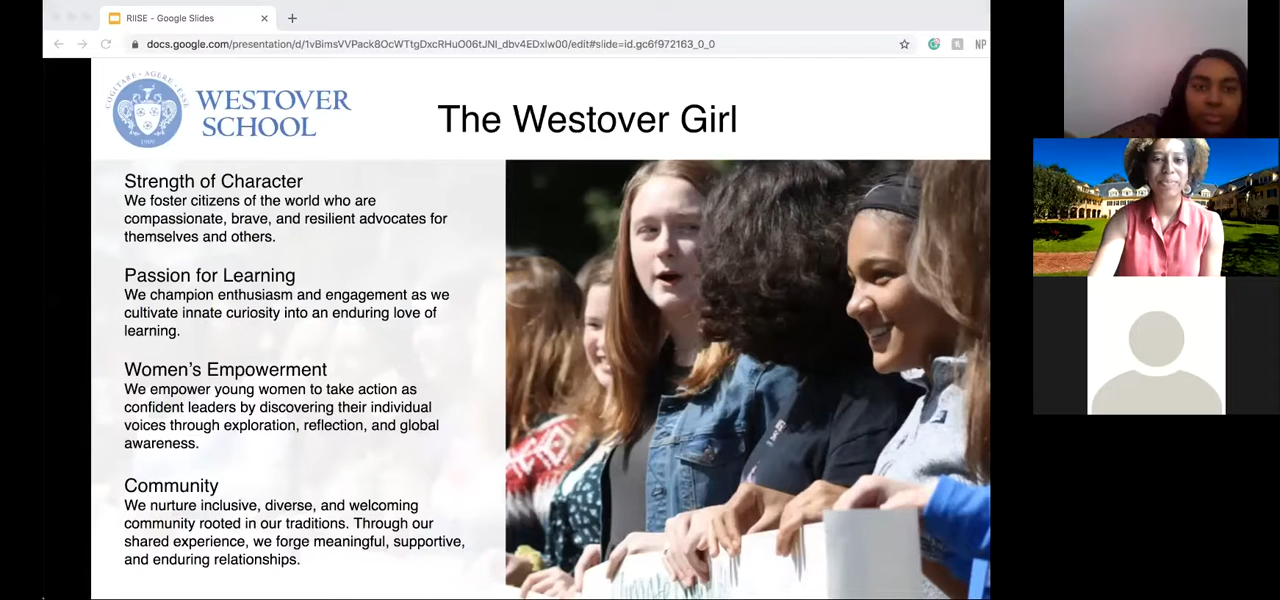 RIISE - Google Slides
docs.google.com/presentation/d/1vBimsVVPack8OcWTtgDxcRHuO06tJNI_dbv4EDxlw00/edit#slide=id.gc6f972163_0_0
NP
COGITARE · AGERE · ESSE
1909
WESTOVER
SCHOOL
The Westover Girl
Strength of Character
We foster citizens of the world who are
compassionate, brave, and resilient advocates for
themselves and others.
Passion for Learning
We champion enthusiasm and engagement as we
cultivate innate curiosity into an enduring love of
learning.
Women's Empowerment
We empower young women to take action as
confident leaders by discovering their individual
voices through exploration, reflection, and global
awareness.
Community
We nurture inclusive, diverse, and welcoming
community rooted in our traditions. Through our
shared experience, we forge meaningful, supportive,
and enduring relationships.